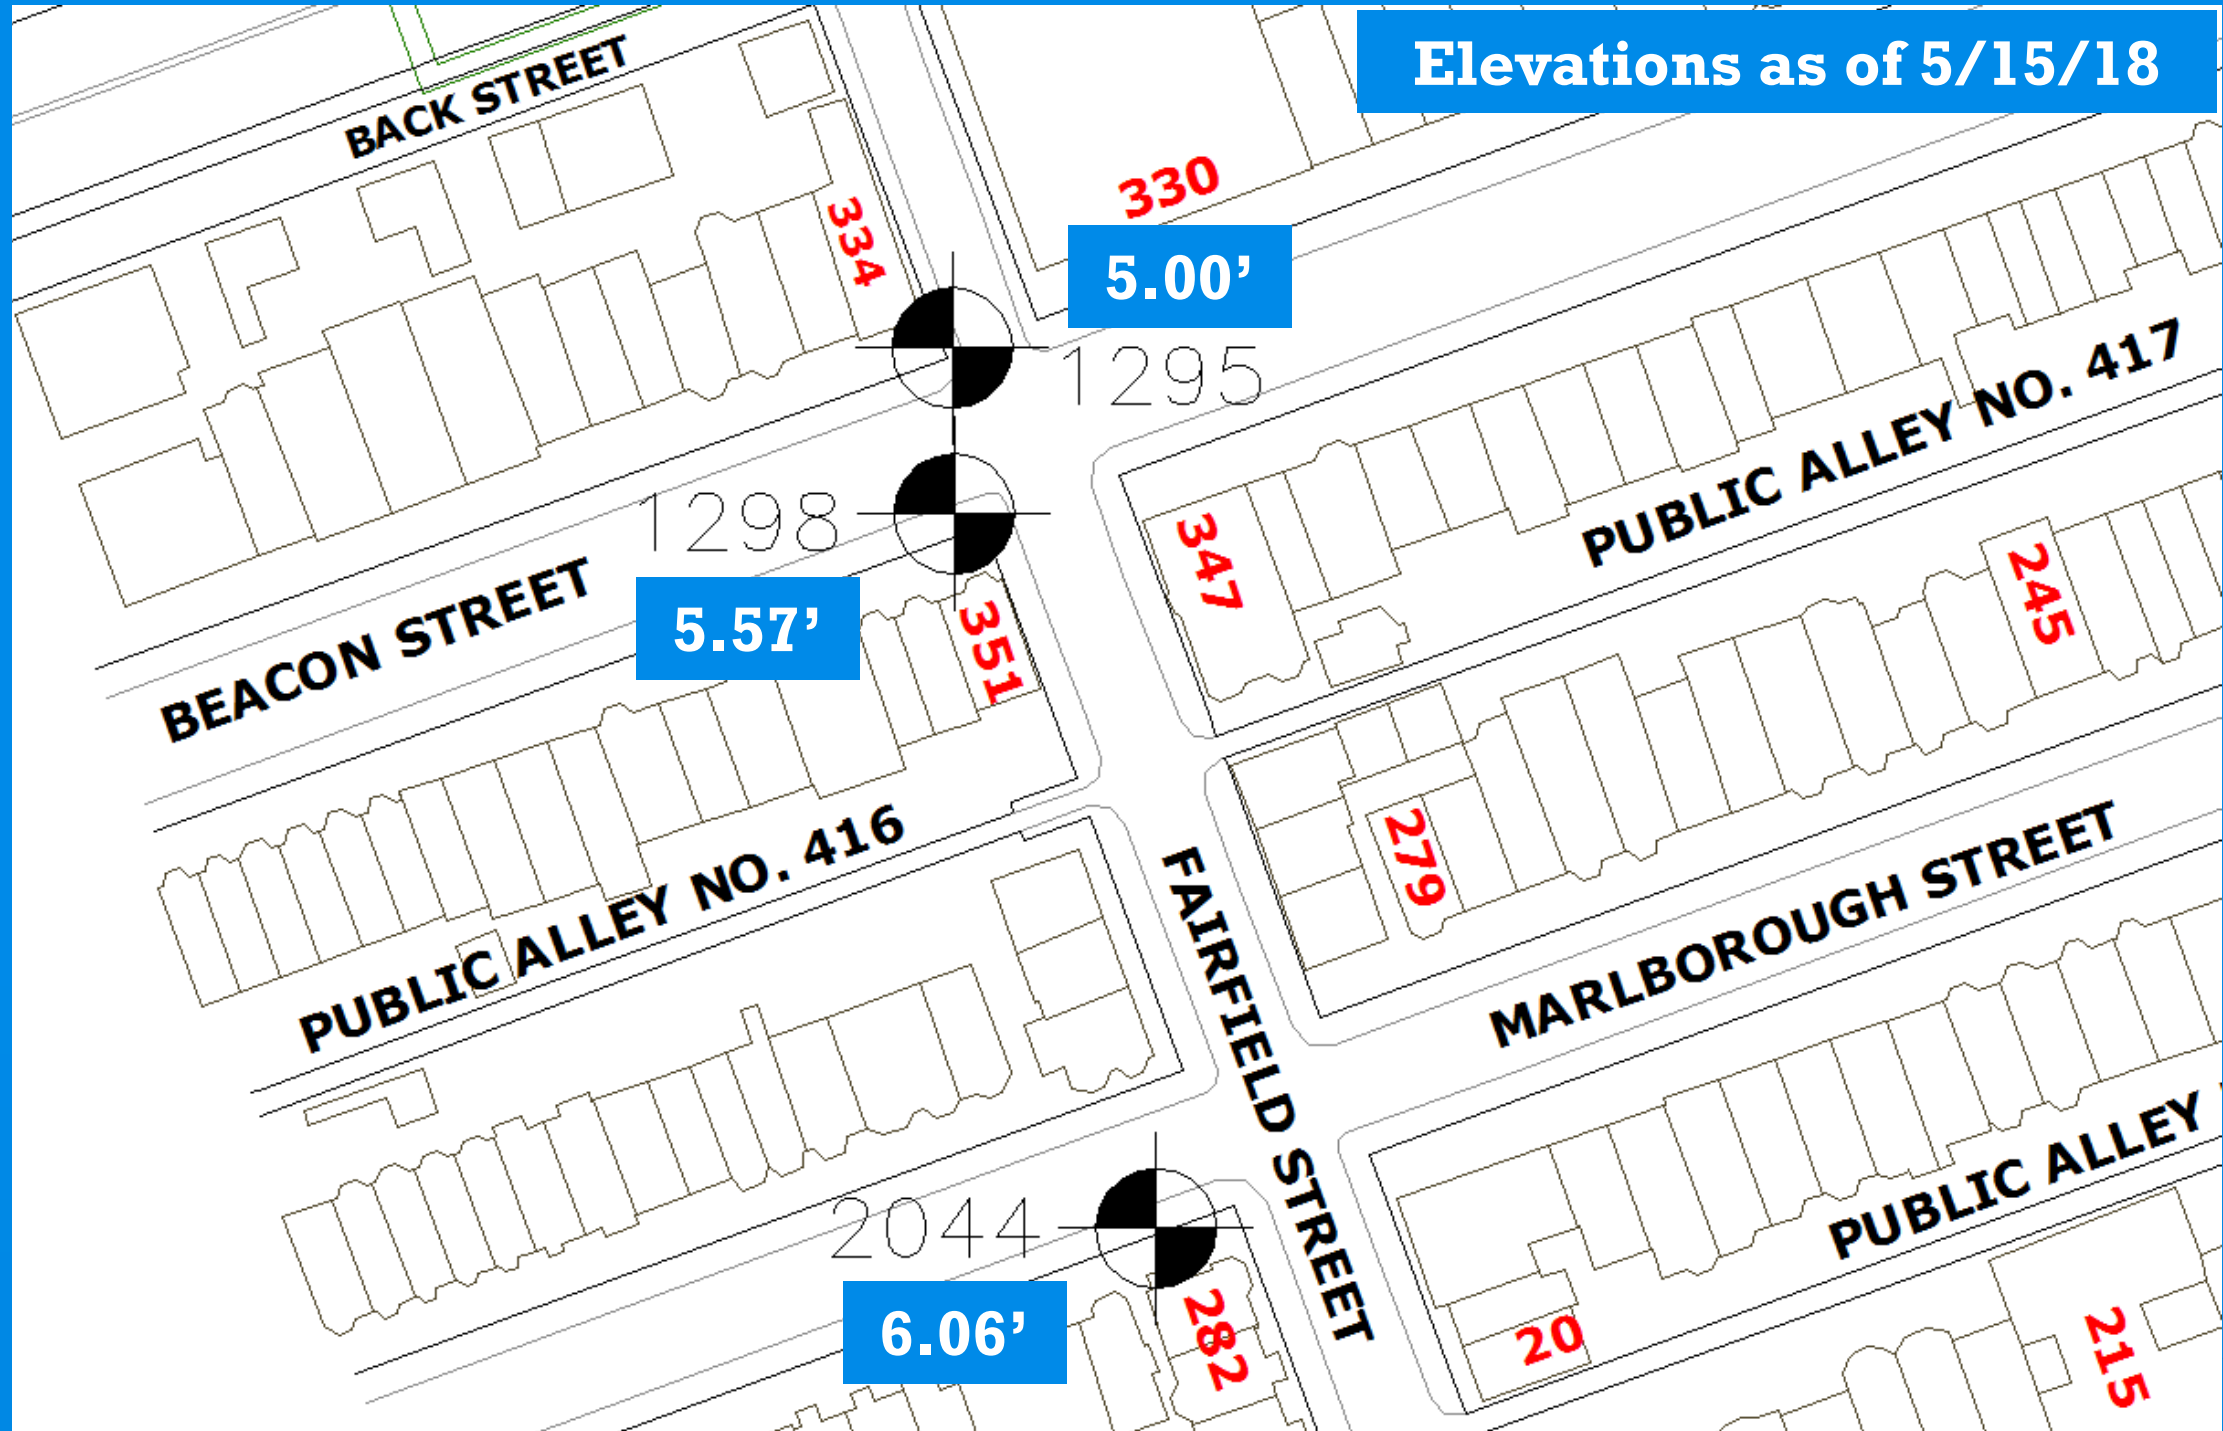 Elevations as of 5/15/18
BACK STREET
330
334
5.00’
1295
PUBLIC ALLEY NO. 417
1298
347
245
BEACON STREET
5.57’
351
PUBLIC ALLEY NO. 416
279
MARLBOROUGH STREET
FAIRFIELD STREET
PUBLIC ALLEY
2044
6.06’
282
20
215